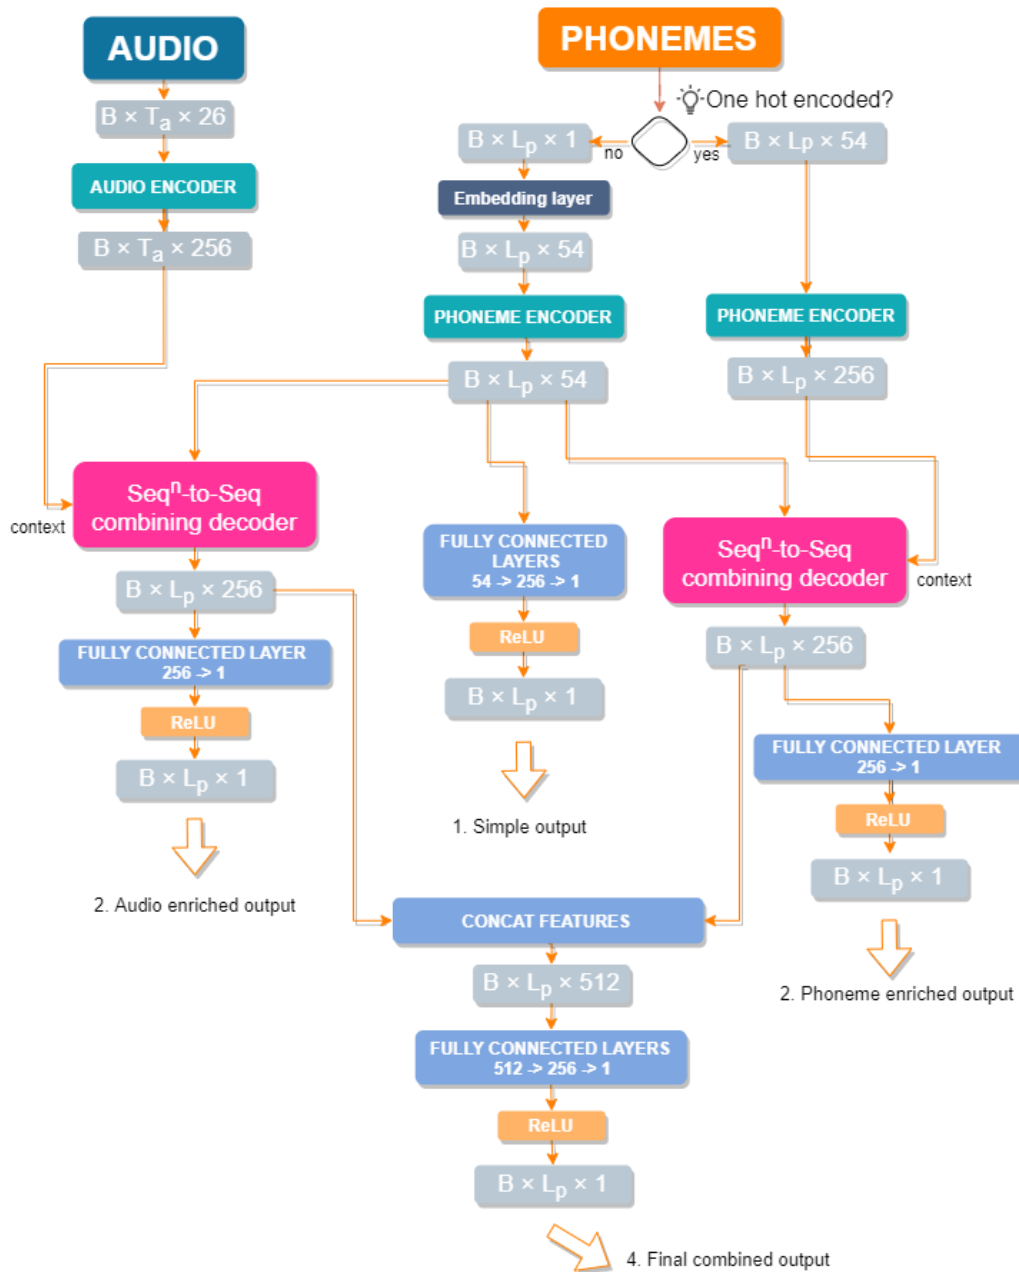 AUDIO
PHONEMES
B × Tₐ × 26
One hot encoded?
B × Lₚ × 1
no
yes
B × Lp × 54
AUDIO ENCODER
Embedding layer
B × Tₐ × 256
B × Lₚ × 54
PHONEME ENCODER
PHONEME ENCODER
B × Lₚ × 54
B × Lₚ × 256
Seqⁿ-to-Seq
combining decoder
context
FULLY CONNECTED
LAYERS
54 -> 256 -> 1
Seqⁿ-to-Seq
combining decoder
context
B × Lₚ × 256
FULLY CONNECTED LAYER
256 -> 1
ReLU
B × Lₚ × 256
B × Lₚ × 1
ReLU
B × Lₚ × 1
FULLY CONNECTED LAYER
256 -> 1
1. Simple output
ReLU
B × Lₚ × 1
2. Audio enriched output
CONCAT FEATURES
B × Lₚ × 512
2. Phoneme enriched output
FULLY CONNECTED LAYERS
512 -> 256 -> 1
ReLU
B × Lₚ × 1
4. Final combined output